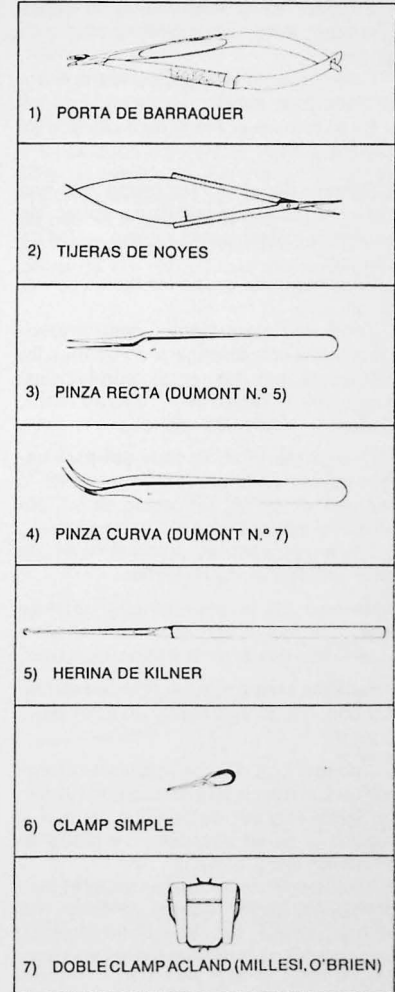 1) PORTA DE BARRAQUER
2) TIJERAS DE NOYES
3) PINZA RECTA (DUMONT N.º 5)
4) PINZA CURVA (DUMONT N.º 7)
5) HERINA DE KILNER
6) CLAMP SIMPLE
7) DOBLE CLAMP ACLAND (MILLESI, O'BRIEN)